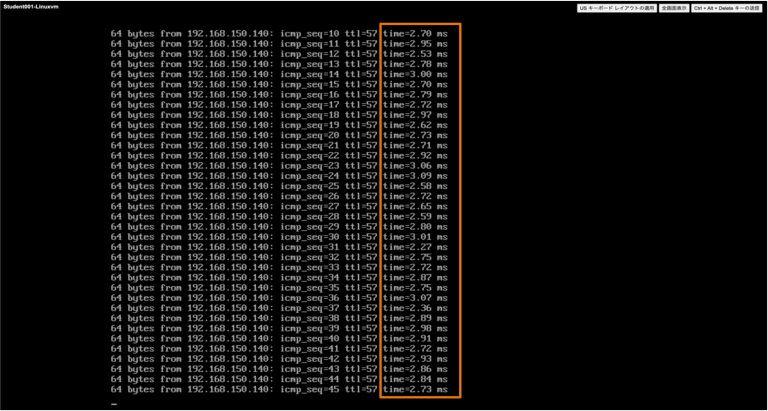 Student001-Linuxvm
US キーボード レイアウトの適用
全画面表示
Ctrl + Alt + Delete キーの送信
64 bytes from 192.168.150.140: icmp_seq=10 ttl=57 time=2.70 ms
64 bytes from 192.168.150.140: icmp_seq=11 ttl=57 time=2.95 ms
64 bytes from 192.168.150.140: icmp_seq=12 ttl=57 time=2.53 ms
64 bytes from 192.168.150.140: icmp_seq=13 ttl=57 time=2.78 ms
64 bytes from 192.168.150.140: icmp_seq=14 ttl=57 time=3.00 ms
64 bytes from 192.168.150.140: icmp_seq=15 ttl=57 time=2.70 ms
64 bytes from 192.168.150.140: icmp_seq=16 ttl=57 time=2.79 ms
64 bytes from 192.168.150.140: icmp_seq=17 ttl=57 time=2.72 ms
64 bytes from 192.168.150.140: icmp_seq=18 ttl=57 time=2.97 ms
64 bytes from 192.168.150.140: icmp_seq=19 ttl=57 time=2.62 ms
64 bytes from 192.168.150.140: icmp_seq=20 ttl=57 time=2.73 ms
64 bytes from 192.168.150.140: icmp_seq=21 ttl=57 time=2.71 ms
64 bytes from 192.168.150.140: icmp_seq=22 ttl=57 time=2.92 ms
64 bytes from 192.168.150.140: icmp_seq=23 ttl=57 time=3.06 ms
64 bytes from 192.168.150.140: icmp_seq=24 ttl=57 time=3.09 ms
64 bytes from 192.168.150.140: icmp_seq=25 ttl=57 time=2.58 ms
64 bytes from 192.168.150.140: icmp_seq=26 ttl=57 time=2.72 ms
64 bytes from 192.168.150.140: icmp_seq=27 ttl=57 time=2.65 ms
64 bytes from 192.168.150.140: icmp_seq=28 ttl=57 time=2.59 ms
64 bytes from 192.168.150.140: icmp_seq=29 ttl=57 time=2.80 ms
64 bytes from 192.168.150.140: icmp_seq=30 ttl=57 time=3.01 ms
64 bytes from 192.168.150.140: icmp_seq=31 ttl=57 time=2.27 ms
64 bytes from 192.168.150.140: icmp_seq=32 ttl=57 time=2.75 ms
64 bytes from 192.168.150.140: icmp_seq=33 ttl=57 time=2.72 ms
64 bytes from 192.168.150.140: icmp_seq=34 ttl=57 time=2.87 ms
64 bytes from 192.168.150.140: icmp_seq=35 ttl=57 time=2.75 ms
64 bytes from 192.168.150.140: icmp_seq=36 ttl=57 time=3.07 ms
64 bytes from 192.168.150.140: icmp_seq=37 ttl=57 time=2.36 ms
64 bytes from 192.168.150.140: icmp_seq=38 ttl=57 time=2.89 ms
64 bytes from 192.168.150.140: icmp_seq=39 ttl=57 time=2.98 ms
64 bytes from 192.168.150.140: icmp_seq=40 ttl=57 time=2.91 ms
64 bytes from 192.168.150.140: icmp_seq=41 ttl=57 time=2.72 ms
64 bytes from 192.168.150.140: icmp_seq=42 ttl=57 time=2.93 ms
64 bytes from 192.168.150.140: icmp_seq=43 ttl=57 time=2.86 ms
64 bytes from 192.168.150.140: icmp_seq=44 ttl=57 time=2.84 ms
64 bytes from 192.168.150.140: icmp_seq=45 ttl=57 time=2.73 ms